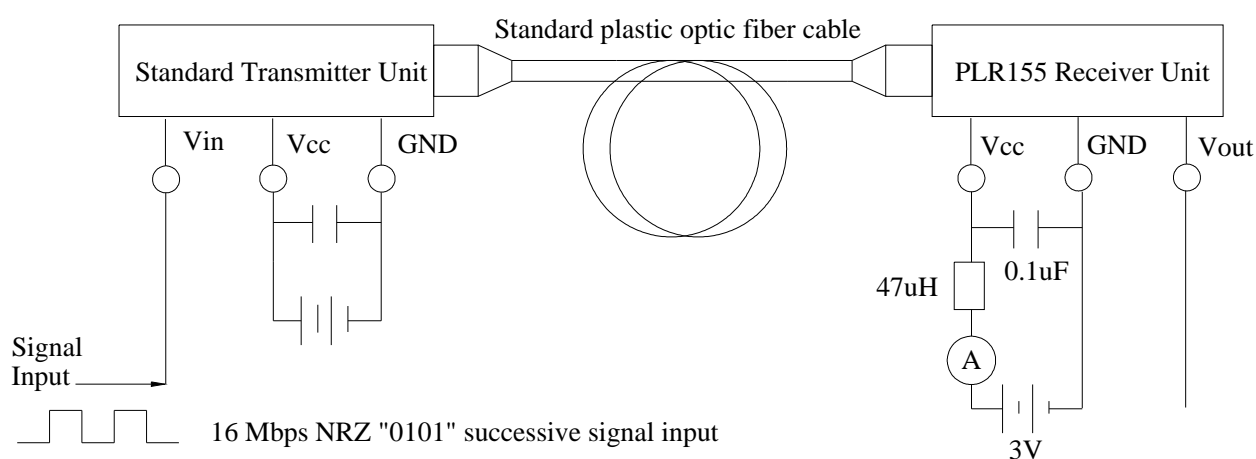 Standard plastic optic fiber cable
Standard Transmitter Unit
PLR155 Receiver Unit
Vin
Vcc
GND
Vcc
GND
Vout
0.1uF
47uH
A
3V
Signal
Input
16 Mbps NRZ "0101" successive signal input